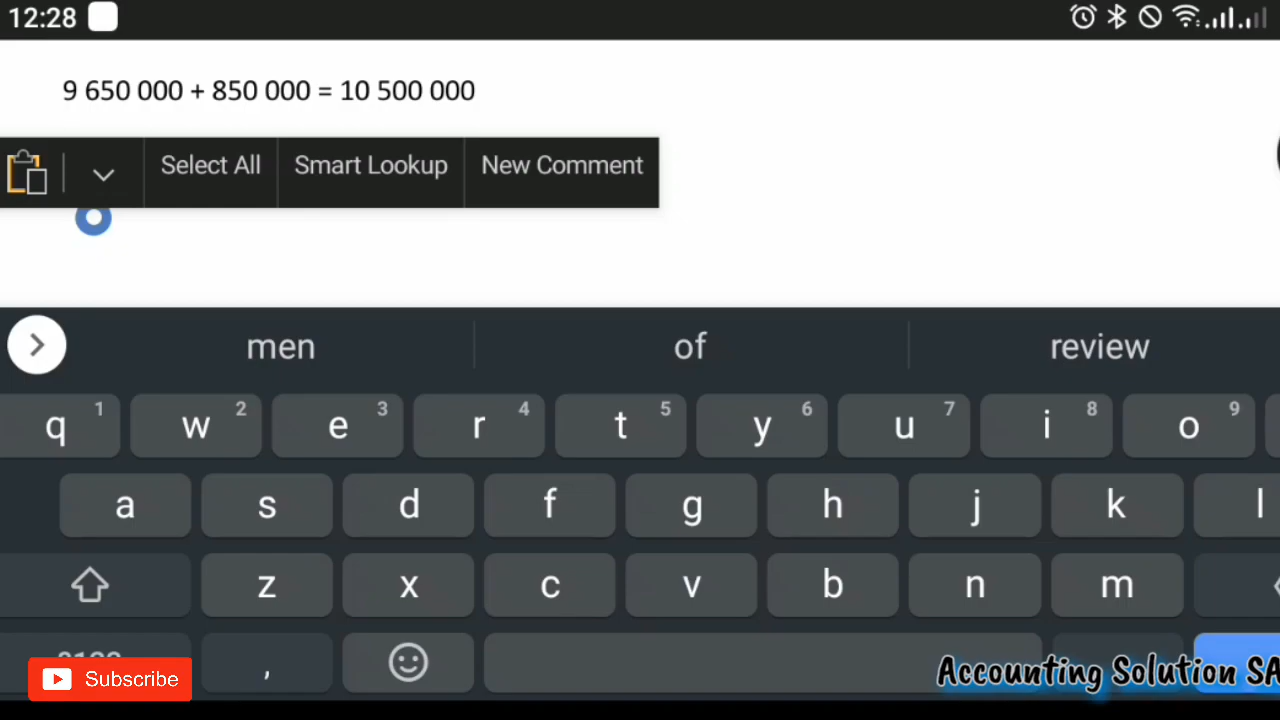 12:28
9 650 000 + 850 000 = 10 500 000
Select All Smart Lookup New Comment
men of review
q 1 w 2 e 3 r 4 t 5 y 6 u 7 i 8 o 9
a s d f g h j k l
z x c v b n m
,
Subscribe
Accounting Solution SA